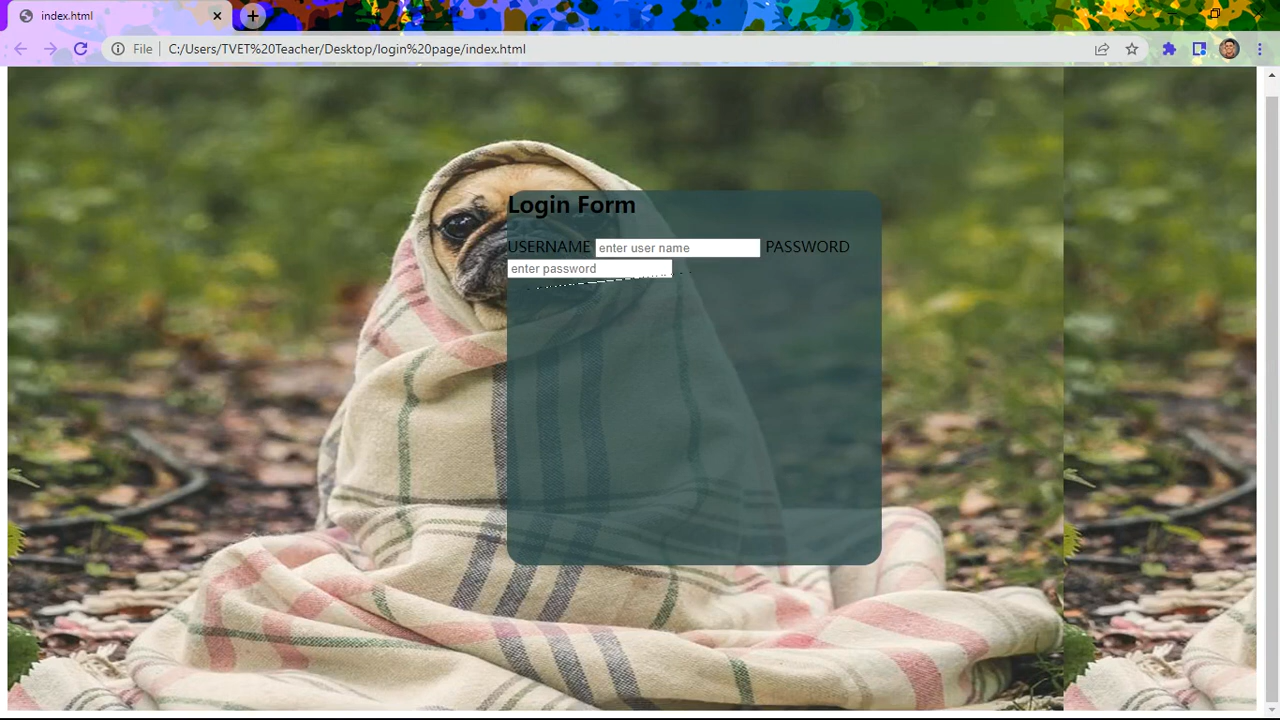 index.html
File
C:/Users/TVET%20Teacher/Desktop/login%20page/index.html
Login Form
USERNAME enter user name PASSWORD
enter password